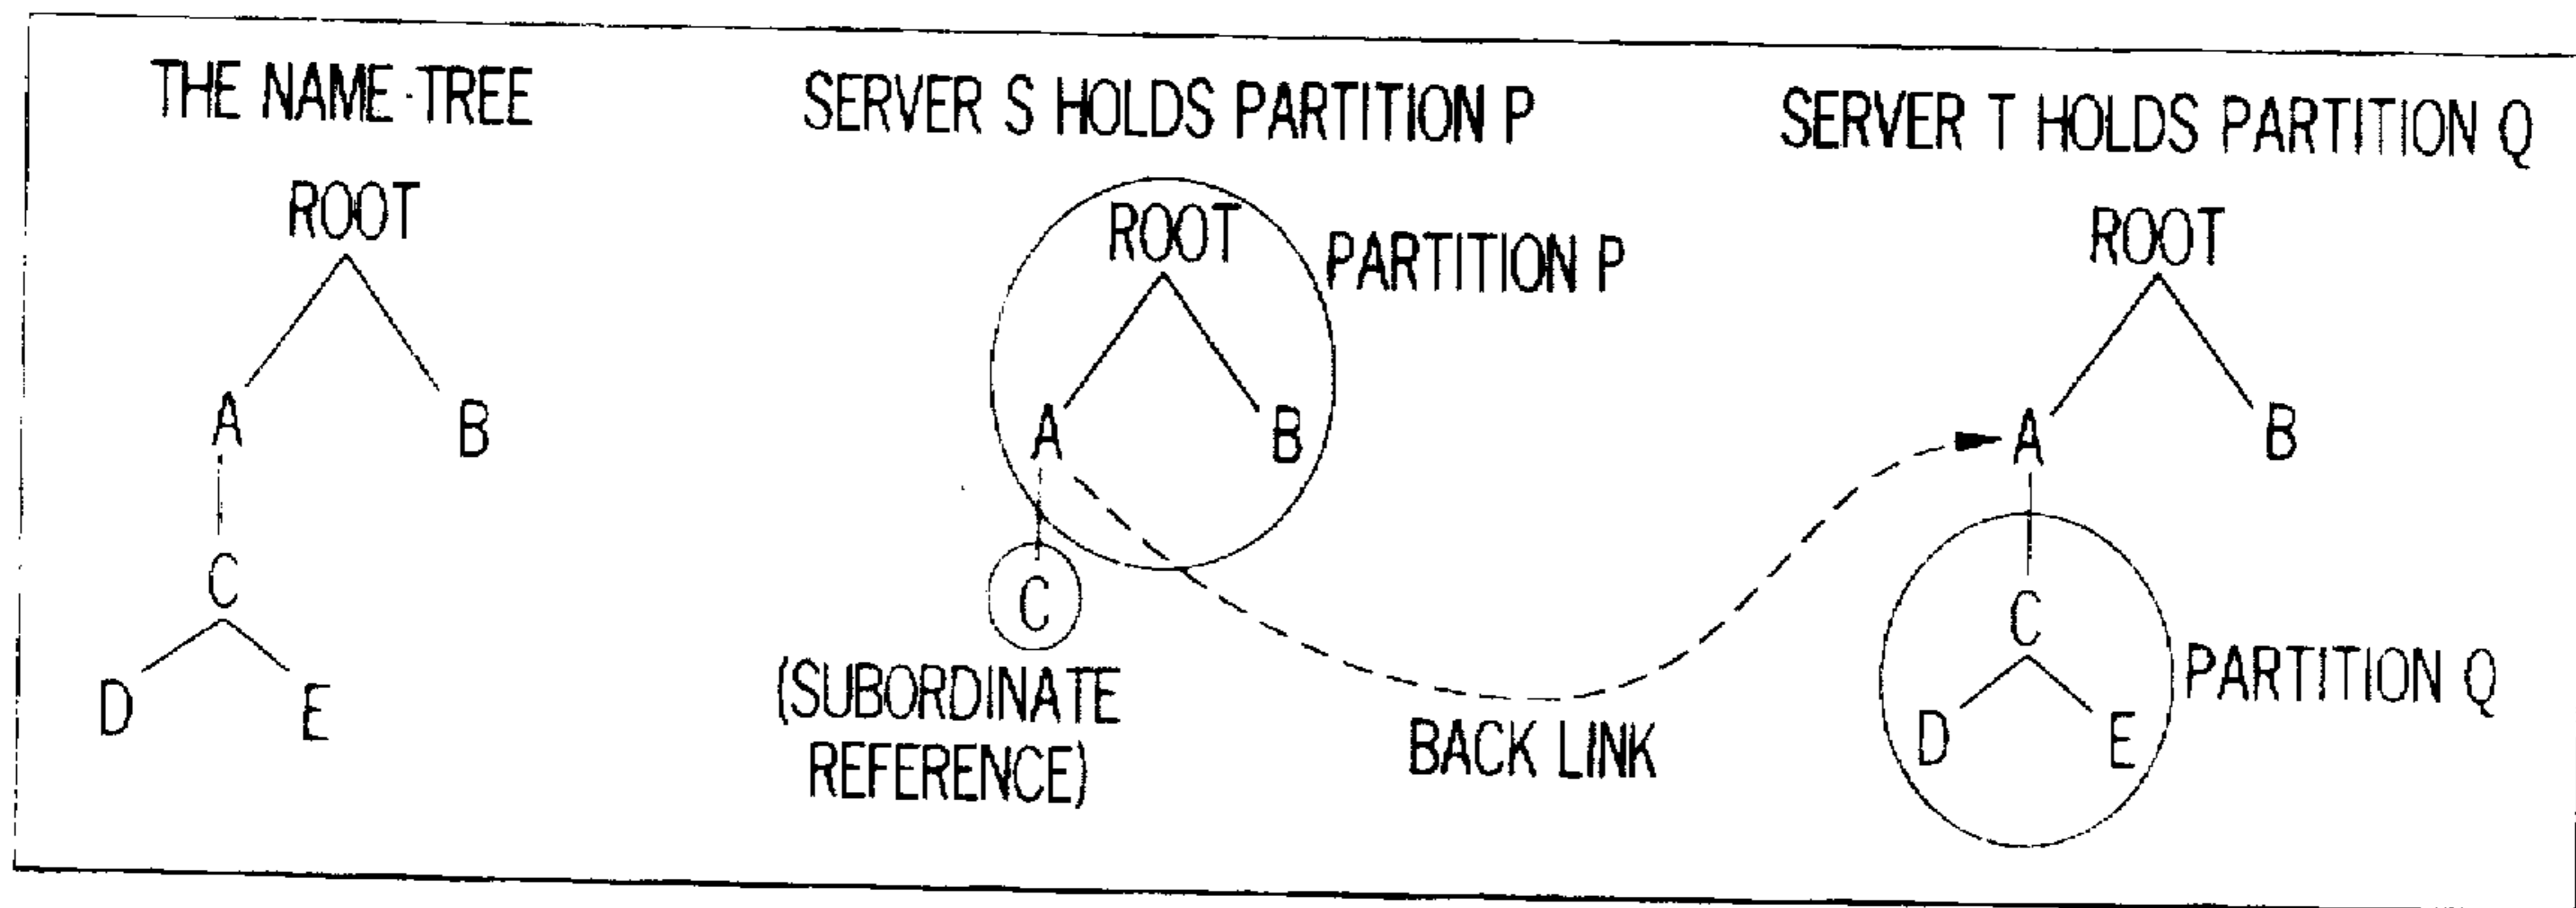 THE NAME TREE
ROOT
A
B
C
D
E
SERVER S HOLDS PARTITION P
ROOT
PARTITION P
A
B
C
(SUBORDINATE
REFERENCE)
BACK LINK
SERVER T HOLDS PARTITION Q
ROOT
A
B
C
PARTITION Q
D
E